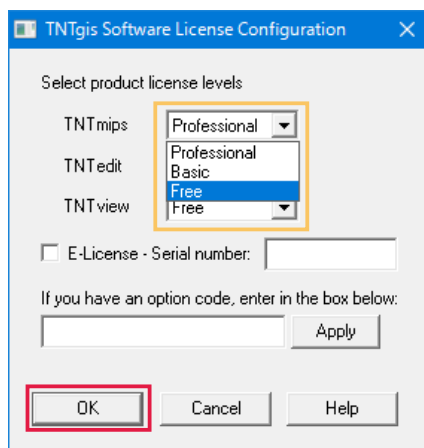 TNTgis Software License Configuration
Select product license levels
TNTmips Professional
Professional
TNTedit Basic
Free
TNTview Free
E-License - Serial number:
If you have an option code, enter in the box below:
Apply
OK Cancel Help